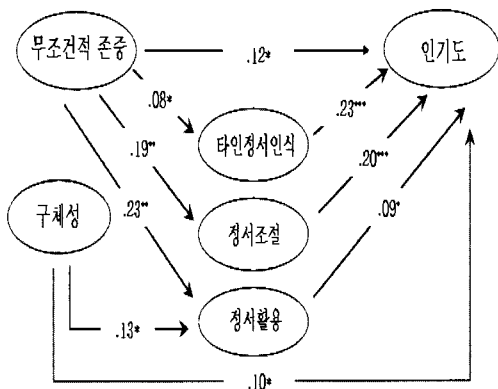 무조건적 존중
인기도
.12*
.08*
.23***
타인정서인식
.19**
.20***
구체성
.23**
정서조절
.09*
정서활용
.13*
.10*